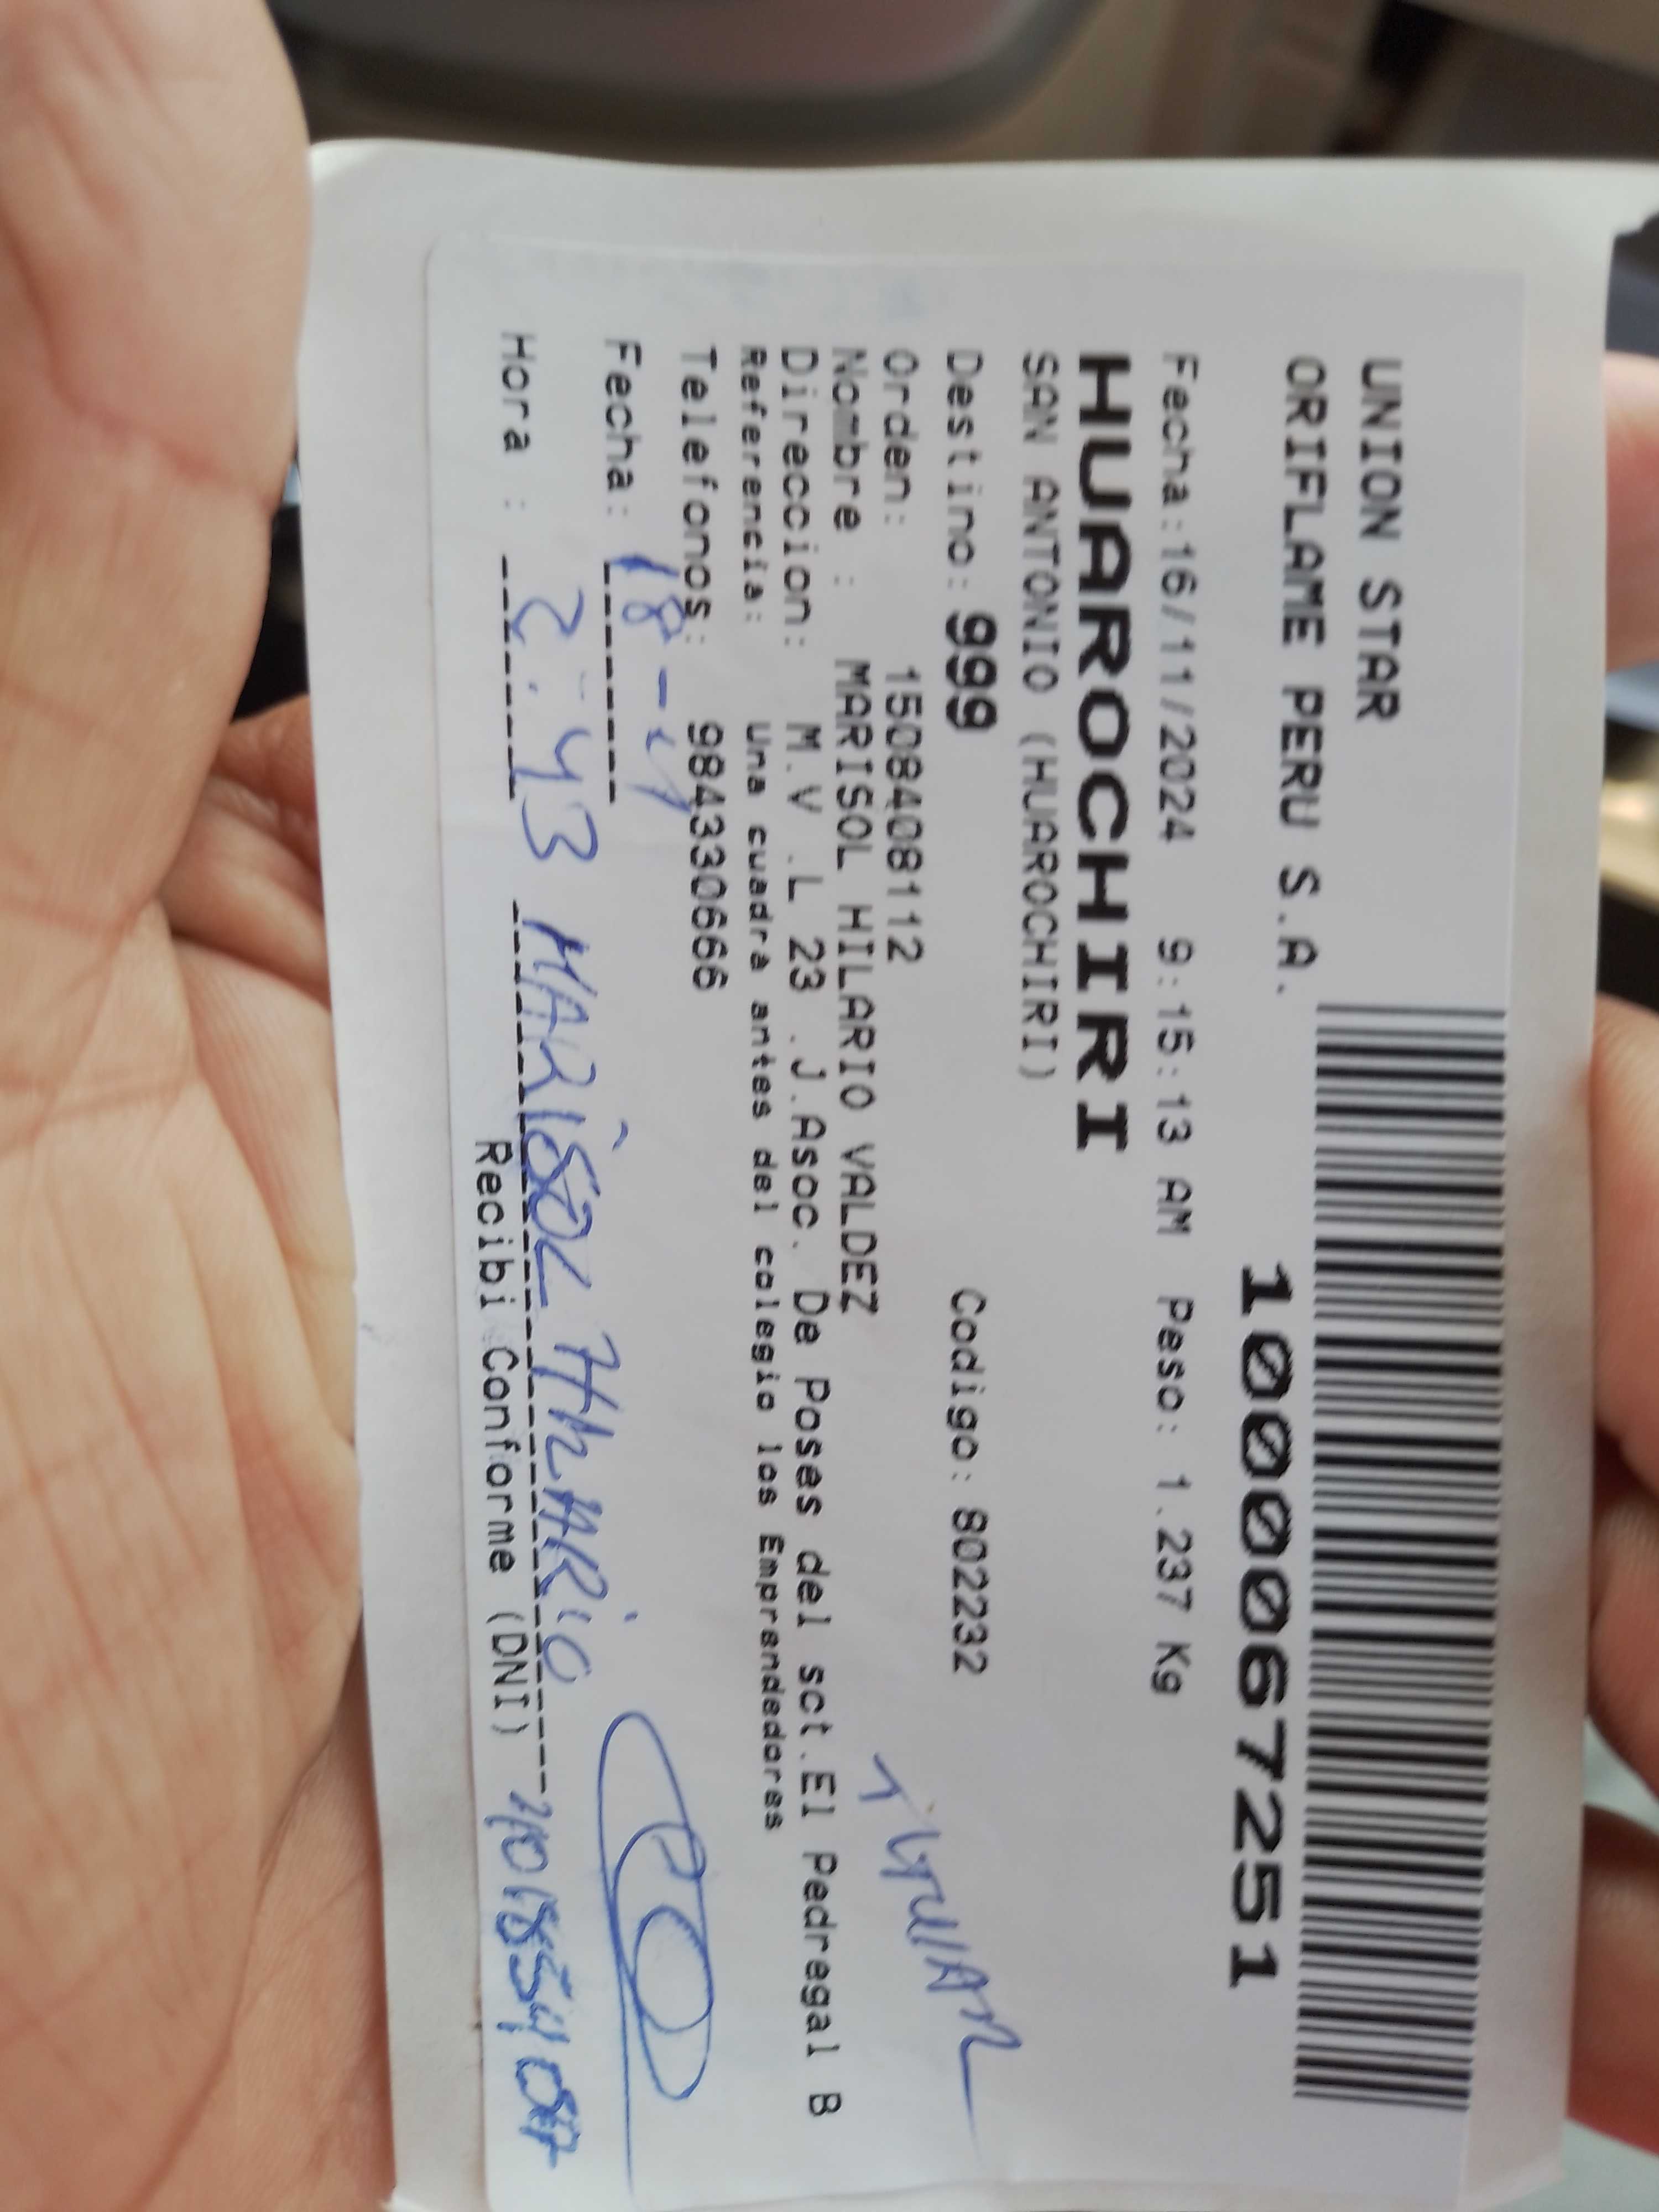 UNION STAR
ORIFLAME PERU S.A.
1000067251
Fecha:16/11/2024 9:15:13 AM Peso: 1.237 Kg
HUAROCHIRI
SAN ANTONIO (HUAROCHIRI)
Destino: 999 Codigo: 802232
Orden: 1508408112
Nombre : MARISOL HILARIO VALDEZ
Direccion: M.V .L 23 .J.Asoc. De Poses del sct.El Pedregal B
Referencia: una cuadra antes del colegio los Emprendedores
Telefonos: 984330666
Fecha: 18-11
Hora : 2:43 MARISOL HILARIO
Recibi Conforme (DNI)